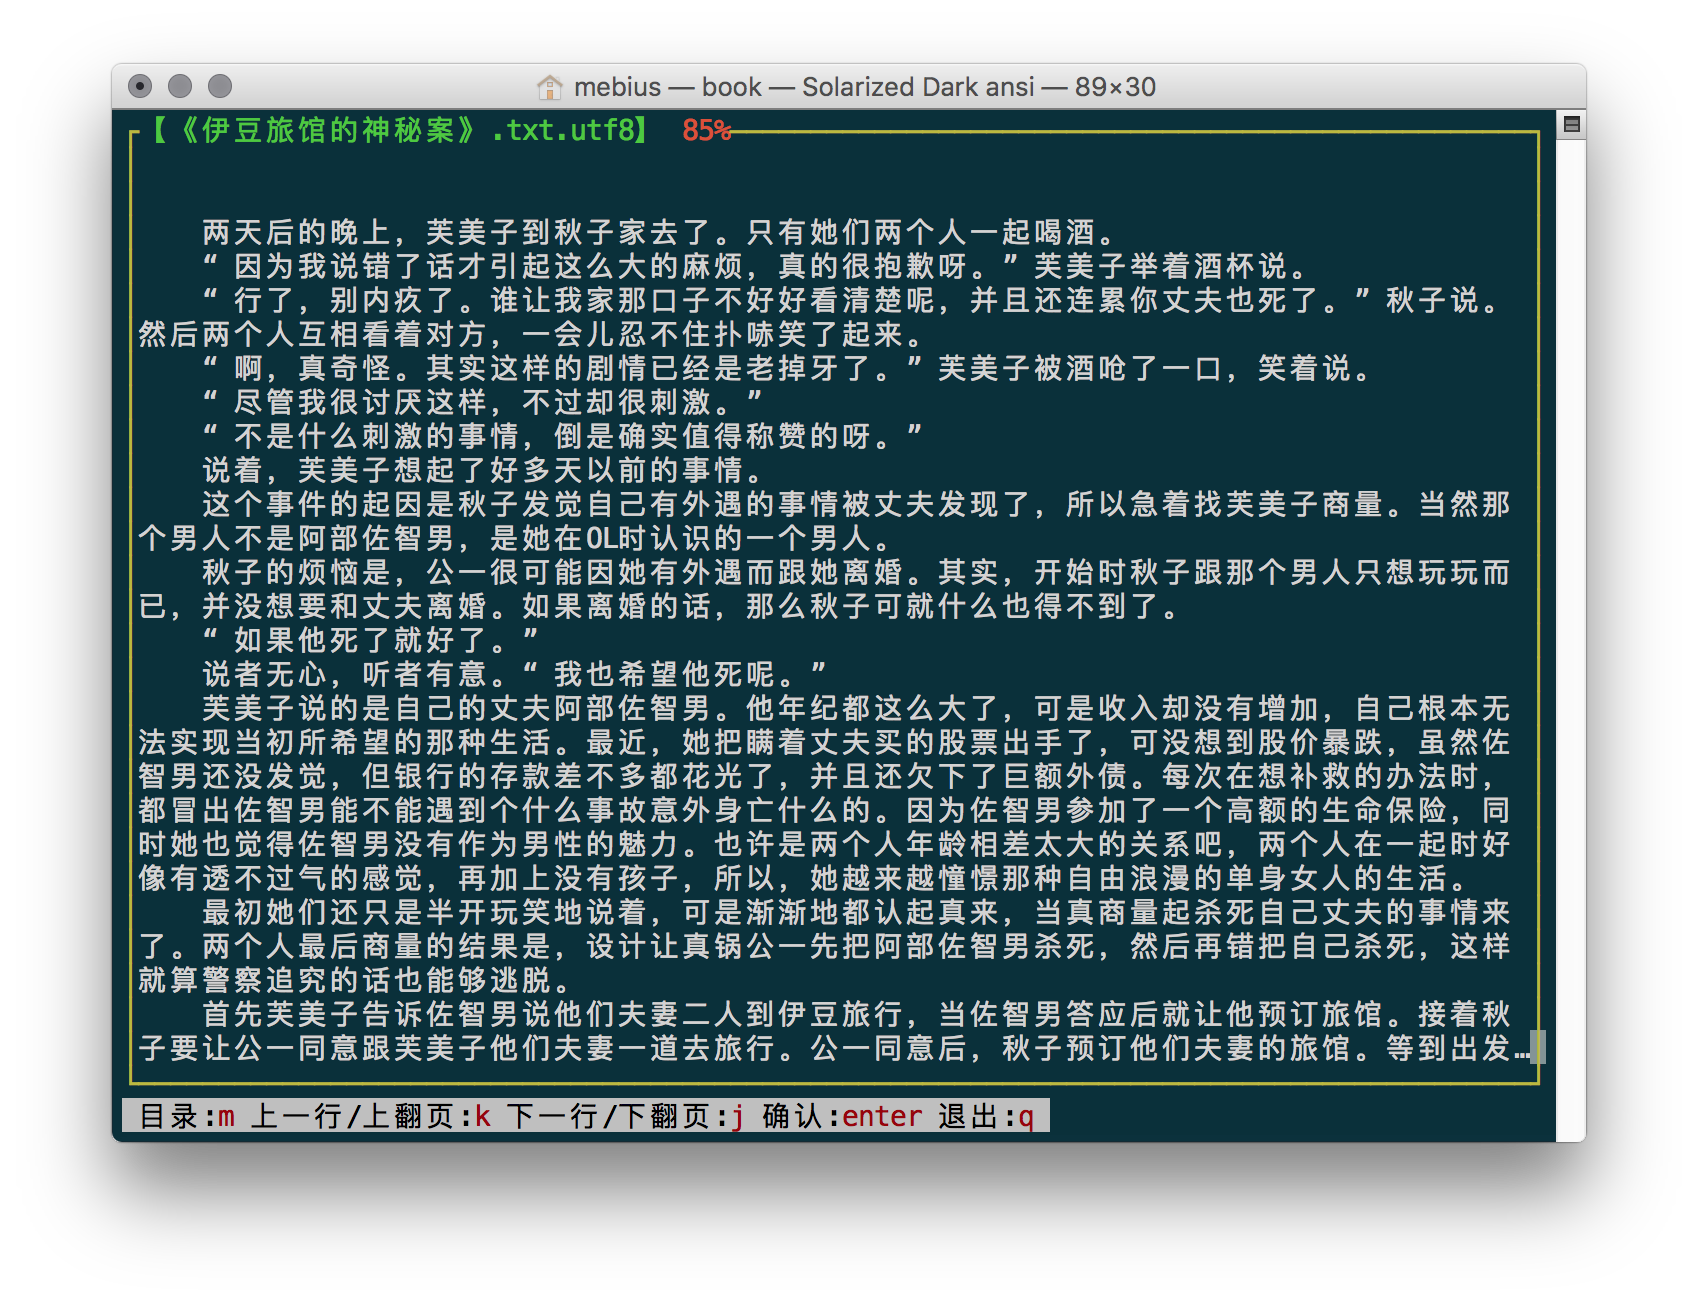 mebius — book — Solarized Dark ansi — 89×30
【《伊豆旅馆的神秘案》.txt.utf8】 85%
两天后的晚上，芙美子到秋子家去了。只有她们两个人一起喝酒。
“因为我说错了话才引起这么大的麻烦，真的很抱歉呀。”芙美子举着酒杯说。
“行了，别内疚了。谁让我家那口子不好好看清楚呢，并且还连累你丈夫也死了。”秋子说。
然后两个人互相看着对方，一会儿忍不住扑哧笑了起来。
“啊，真奇怪。其实这样的剧情已经是老掉牙了。”芙美子被酒呛了一口，笑着说。
“尽管我很讨厌这样，不过却很刺激。”
“不是什么刺激的事情，倒是确实值得称赞的呀。”
说着，芙美子想起了好多天以前的事情。
这个事件的起因是秋子发觉自己有外遇的事情被丈夫发现了，所以急着找芙美子商量。当然那
个男人不是阿部佐智男，是她在OL时认识的一个男人。
秋子的烦恼是，公一很可能因她有外遇而跟她离婚。其实，开始时秋子跟那个男人只想玩玩而
已，并没想要和丈夫离婚。如果离婚的话，那么秋子可就什么也得不到了。
“如果他死了就好了。”
说者无心，听者有意。“我也希望他死呢。”
芙美子说的是自己的丈夫阿部佐智男。他年纪都这么大了，可是收入却没有增加，自己根本无
法实现当初所希望的那种生活。最近，她把瞒着丈夫买的股票出手了，可没想到股价暴跌，虽然佐
智男还没发觉，但银行的存款差不多都花光了，并且还欠下了巨额外债。每次在想补救的办法时，
都冒出佐智男能不能遇到个什么事故意外身亡什么的。因为佐智男参加了一个高额的生命保险，同
时她也觉得佐智男没有作为男性的魅力。也许是两个人年龄相差太大的关系吧，两个人在一起时好
像有透不过气的感觉，再加上没有孩子，所以，她越来越憧憬那种自由浪漫的单身女人的生活。
最初她们还只是半开玩笑地说着，可是渐渐地都认起真来，当真商量起杀死自己丈夫的事情来
了。两个人最后商量的结果是，设计让真锅公一先把阿部佐智男杀死，然后再错把自己杀死，这样
就算警察追究的话也能够逃脱。
首先芙美子告诉佐智男说他们夫妻二人到伊豆旅行，当佐智男答应后就让他预订旅馆。接着秋
子要让公一同意跟芙美子他们夫妻一道去旅行。公一同意后，秋子预订他们夫妻的旅馆。等到出发…
目录:m 上一行/上翻页:k 下一行/下翻页:j 确认:enter 退出:q